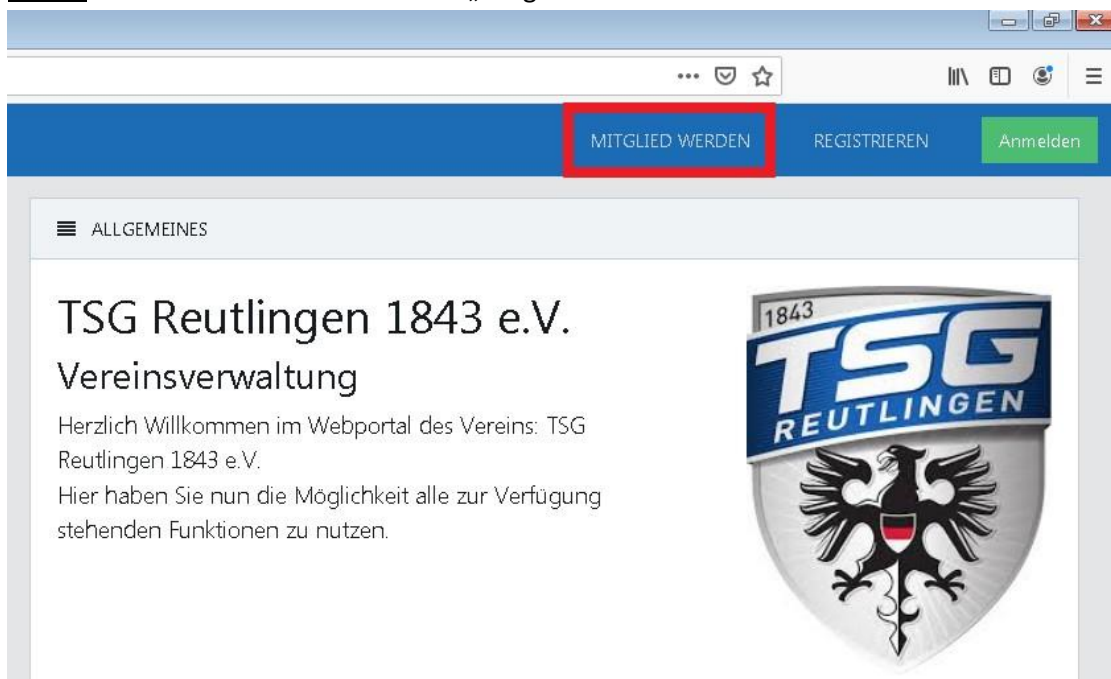 MITGLIED WERDEN REGISTRIEREN Anmelden
ALLGEMEINES
TSG Reutlingen 1843 e.V.
Vereinsverwaltung
Herzlich Willkommen im Webportal des Vereins: TSG
Reutlingen 1843 e.V.
Hier haben Sie nun die Möglichkeit alle zur Verfügung
stehenden Funktionen zu nutzen.
1843
TSG
REUTLINGEN